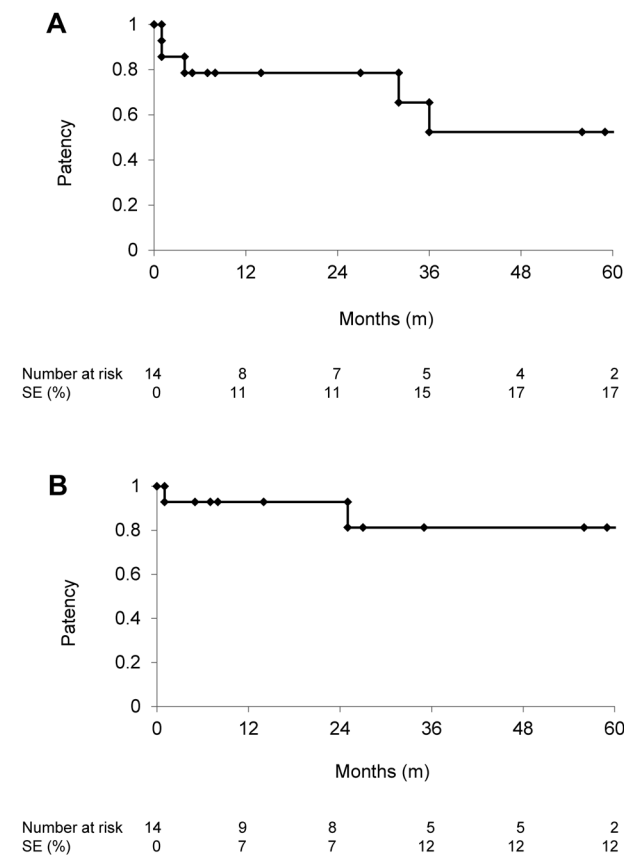 A
1
0.8
0.6
0.4
0.2
0
Patency
0 12 24 36 48 60
Months (m)
Number at risk 14 8 7 5 4 2
SE (%) 0 11 11 15 17 17
B
1
0.8
0.6
0.4
0.2
0
Patency
0 12 24 36 48 60
Months (m)
Number at risk 14 9 8 5 5 2
SE (%) 0 7 7 12 12 12